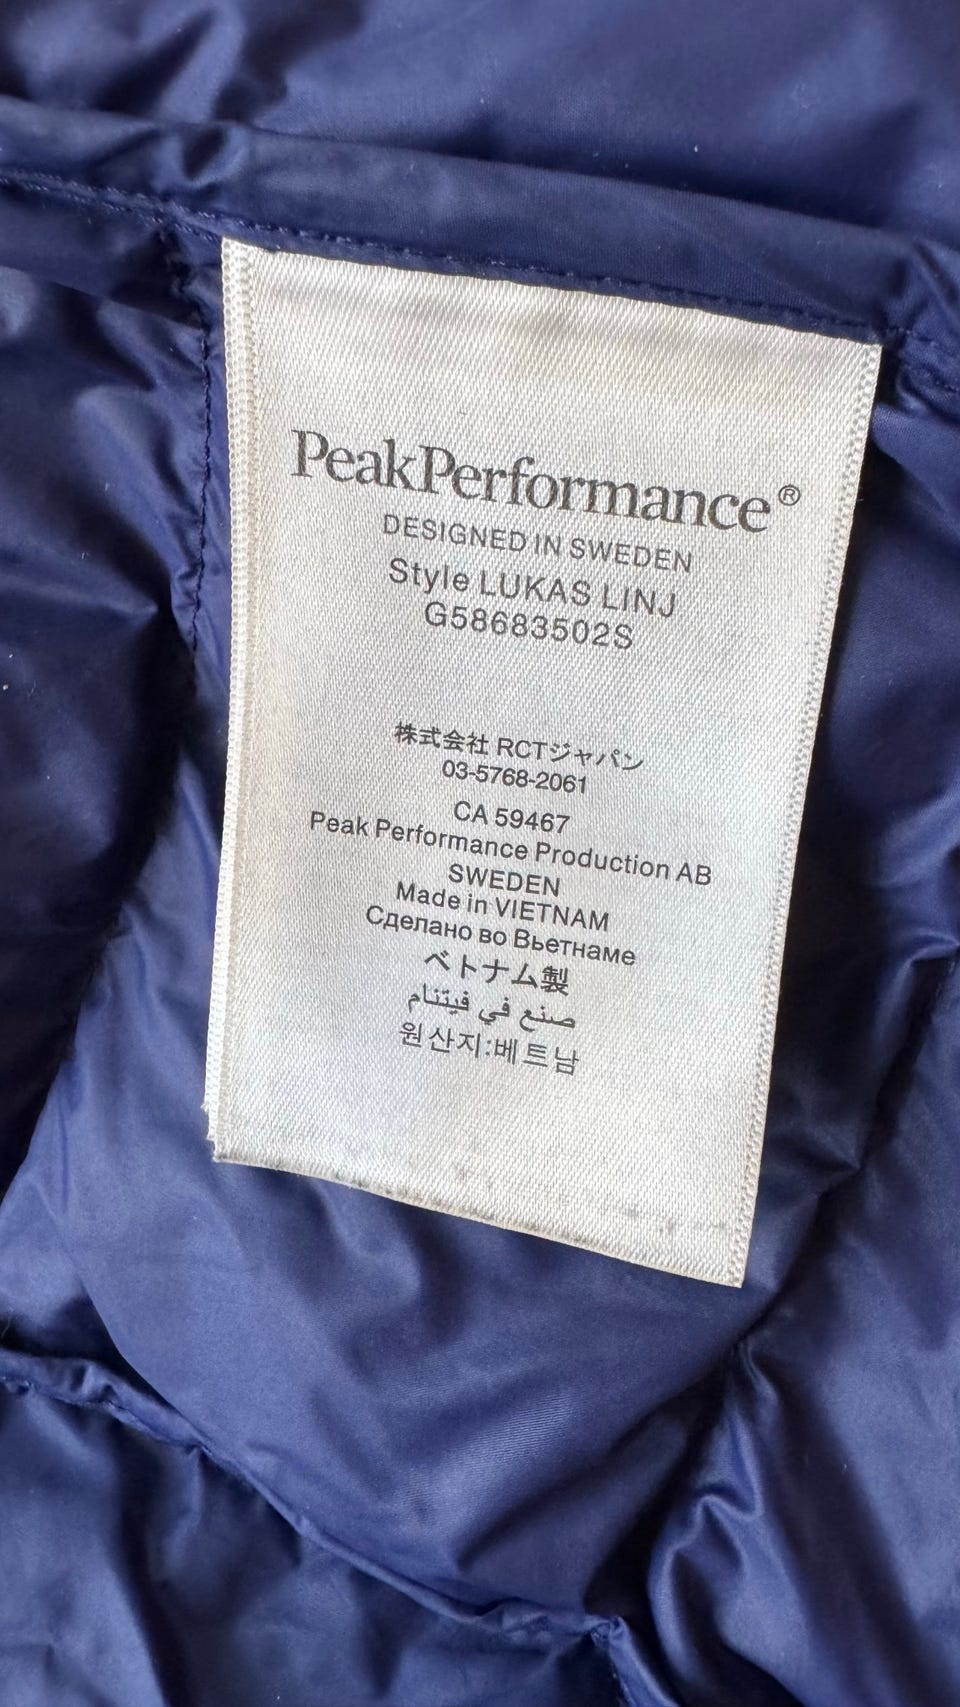 PeakPerformance®
DESIGNED IN SWEDEN
Style LUKAS LINJ
G58683502S
株式会社 RCTジャパン
03-5768-2061
CA 59467
Peak Performance Production AB
SWEDEN
Made in VIETNAM
Сделано во Вьетнаме
ベトナム製
صنع في فيتنام
원산지:베트남